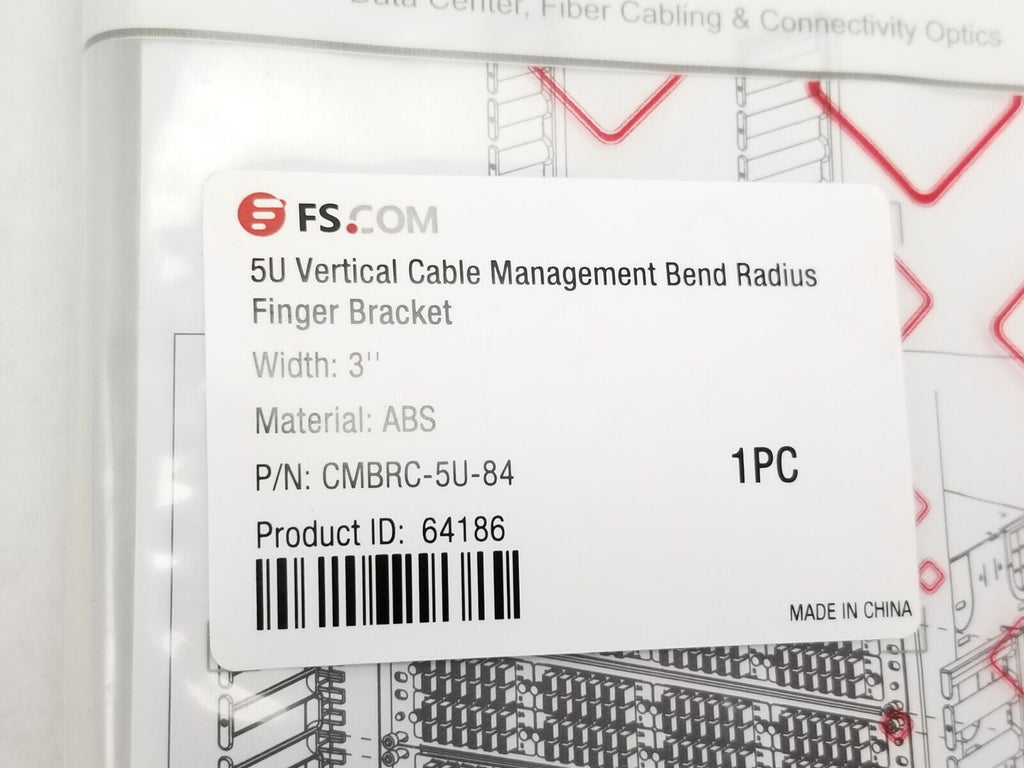 Data Center, Fiber Cabling & Connectivity Optics
FS.COM
5U Vertical Cable Management Bend Radius
Finger Bracket
Width: 3''
Material: ABS
P/N: CMBRC-5U-84
1PC
Product ID: 64186
MADE IN CHINA